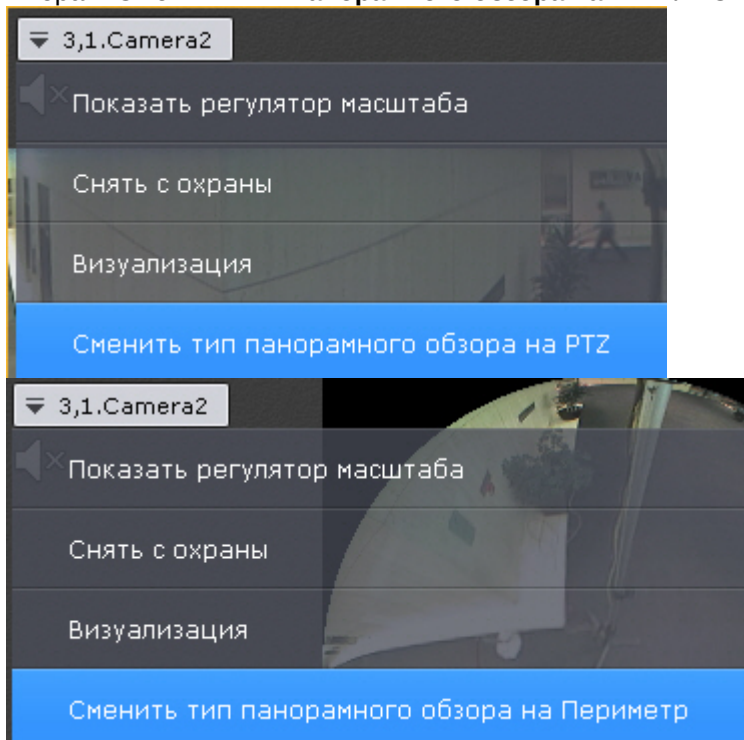 3,1.Camera2
Показать регулятор масштаба
Снять с охраны
Визуализация
Сменить тип панорамного обзора на PTZ
3,1.Camera2
Показать регулятор масштаба
Снять с охраны
Визуализация
Сменить тип панорамного обзора на Периметр